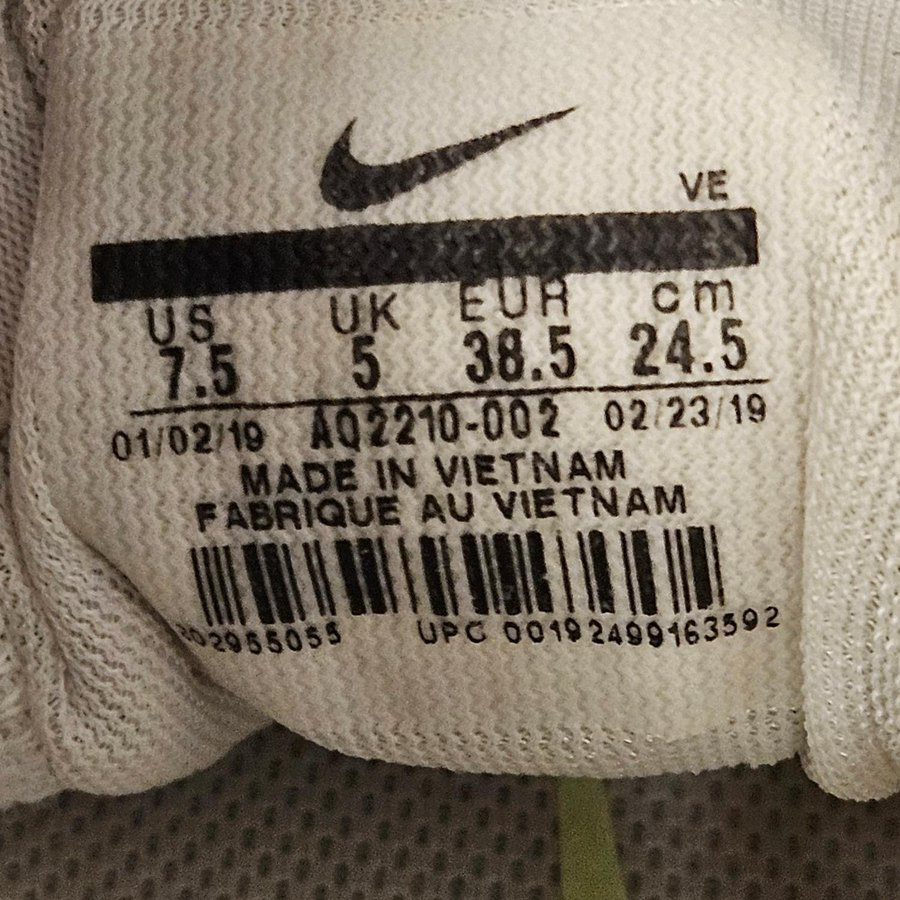 VE
US UK EUR cm
7.5 5 38.5 24.5
01/02/19 AQ2210-002 02/23/19
MADE IN VIETNAM
FABRIQUE AU VIETNAM
UPC 00192499163592